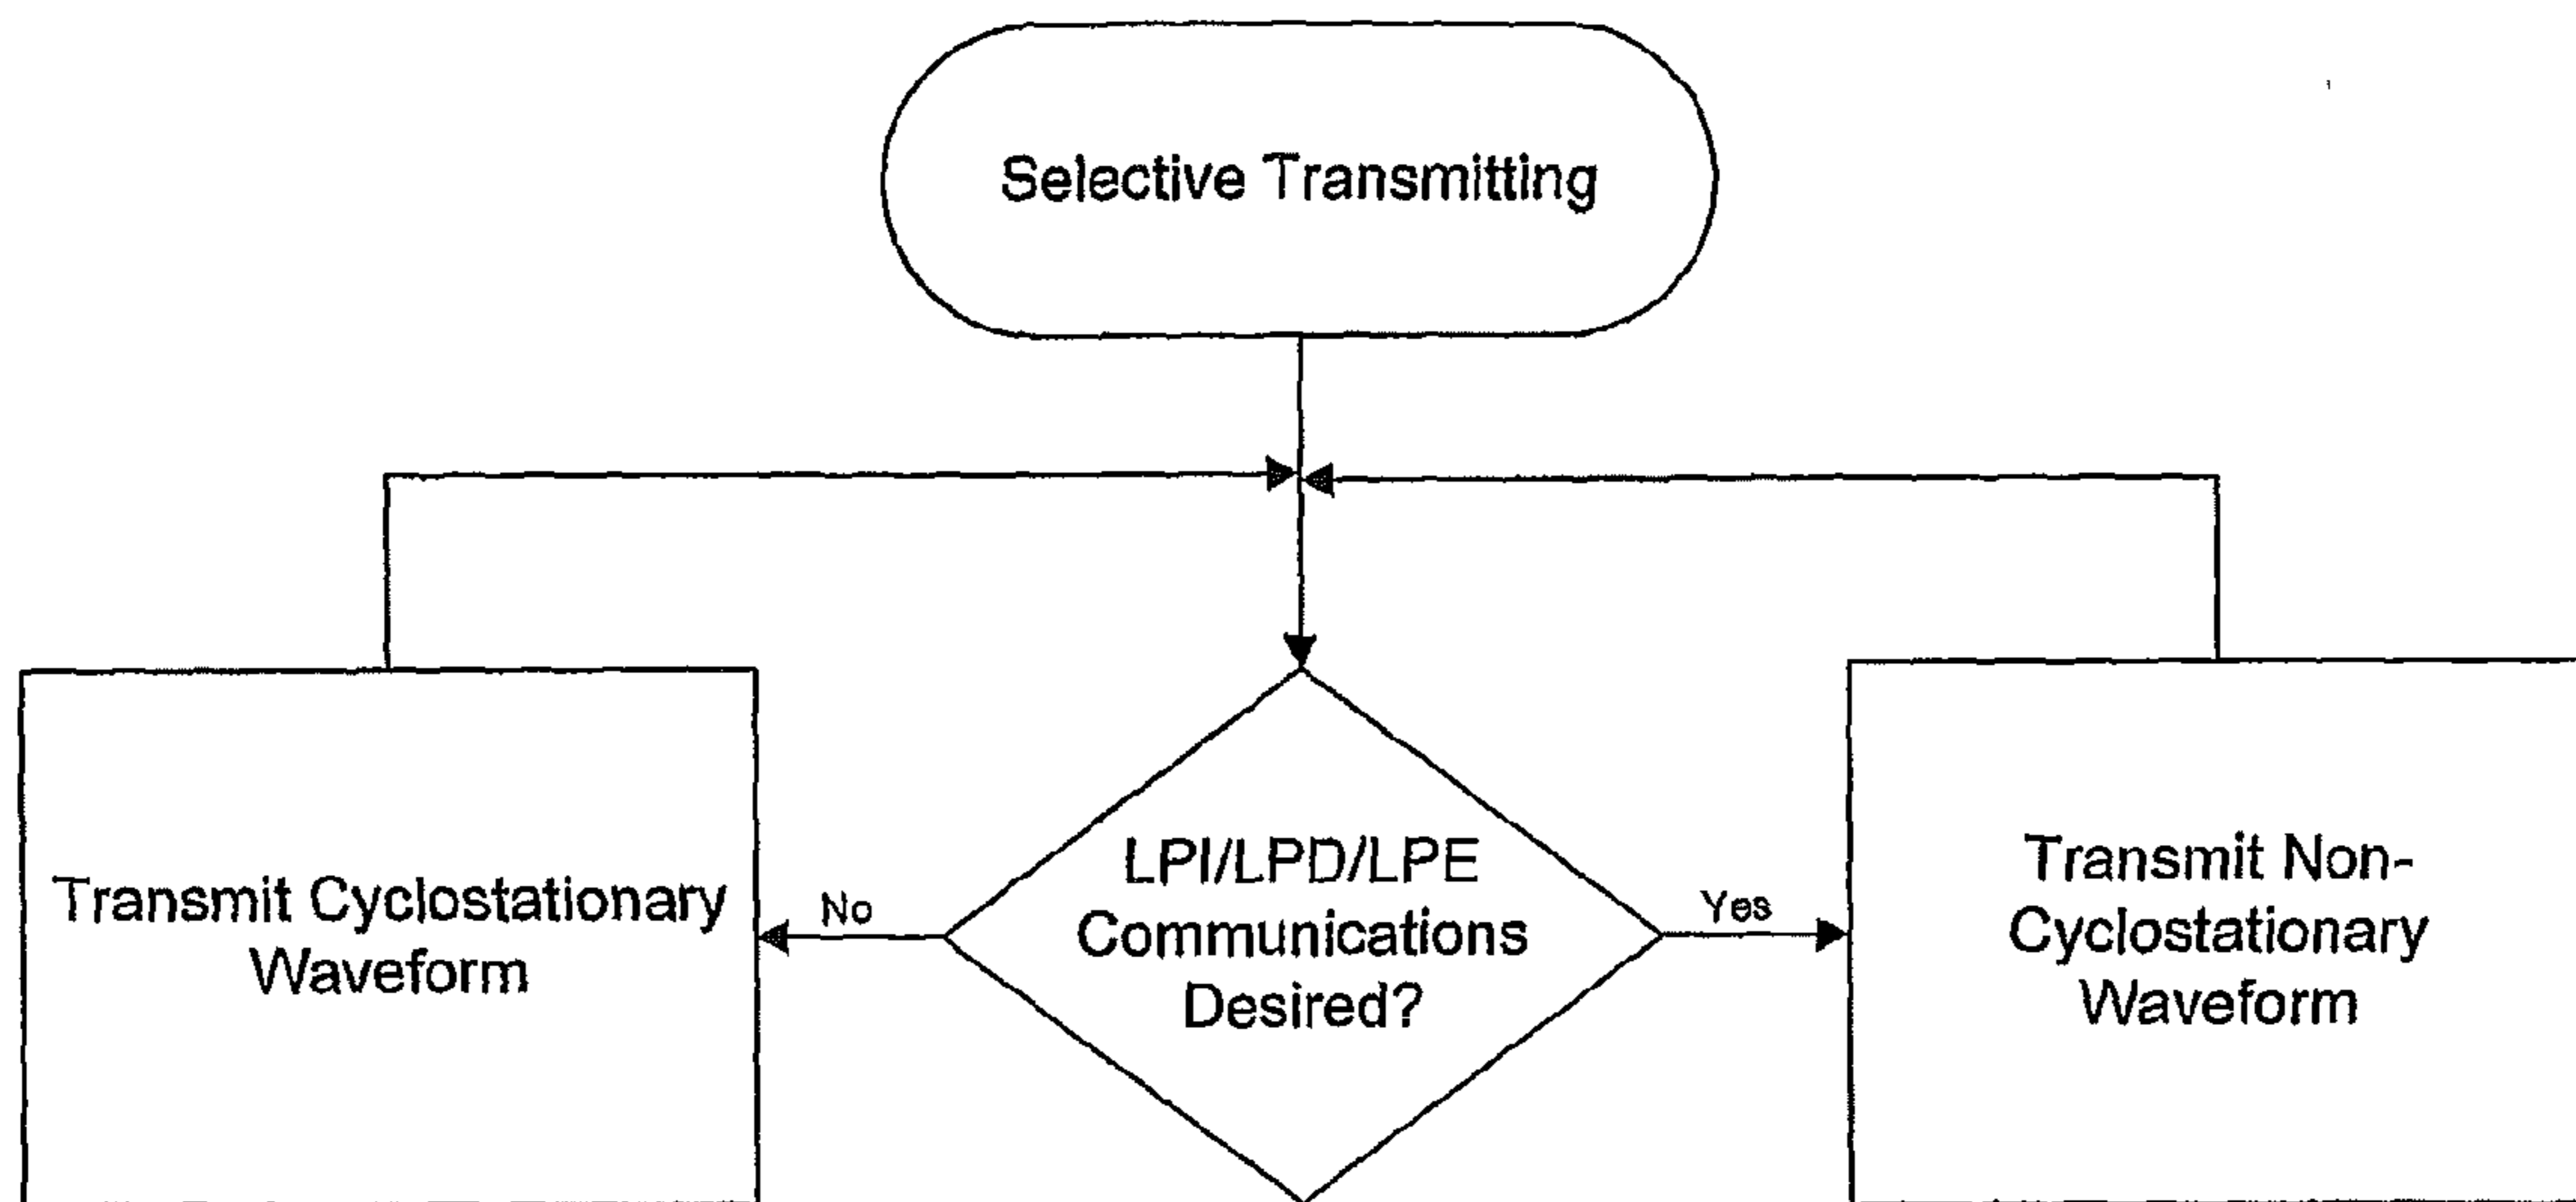 Selective Transmitting
LPI/LPD/LPE
Communications
Desired?
No
Yes
Transmit Cyclostationary
Waveform
Transmit Non-
Cyclostationary
Waveform